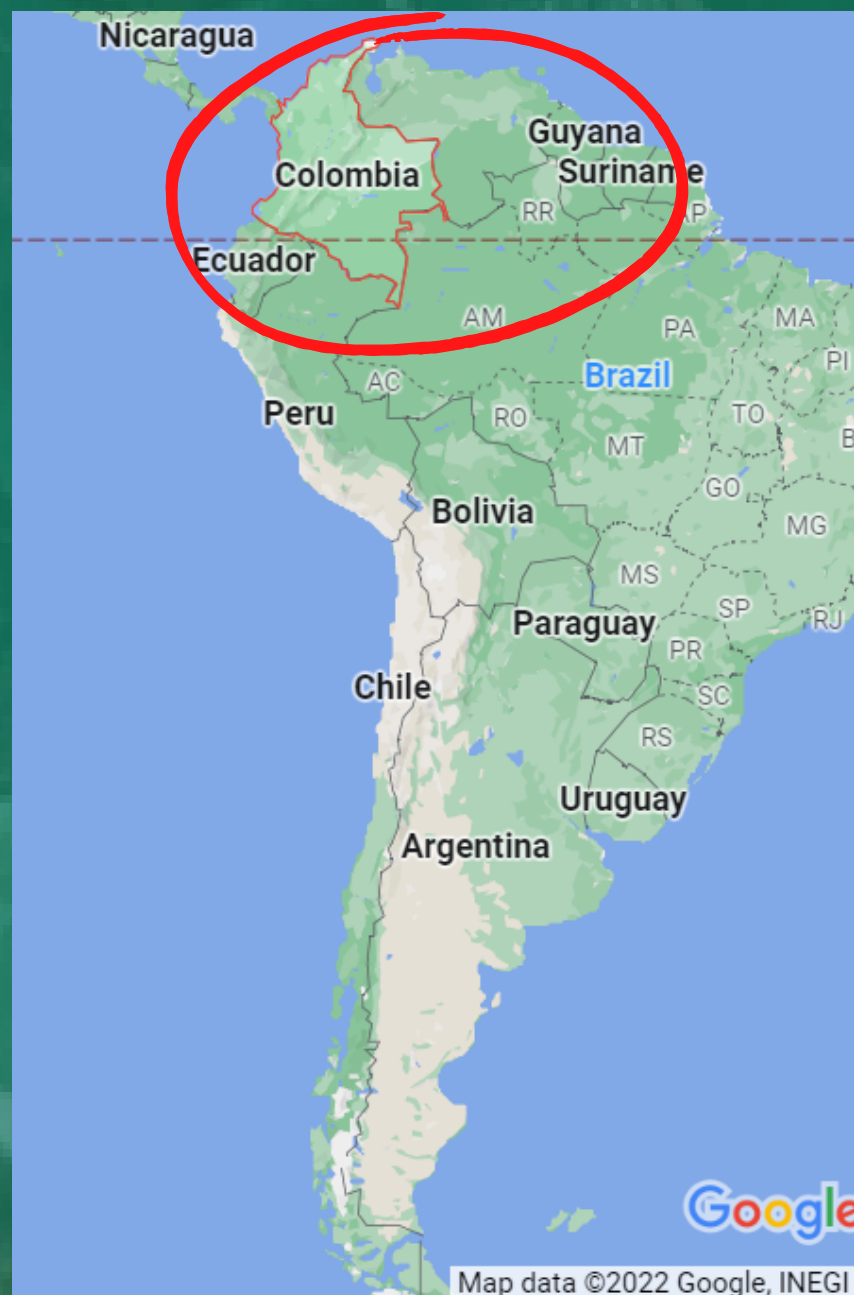 Nicaragua
Guyana
Colombia
Suriname
RR
AP
Ecuador
AM
PA
MA
PI
Brazil
AC
Peru
RO
TO
MT
B
GO
Bolivia
MG
MS
SP
Paraguay
RJ
PR
Chile
SC
RS
Uruguay
Argentina
Google
Map data ©2022 Google, INEGI